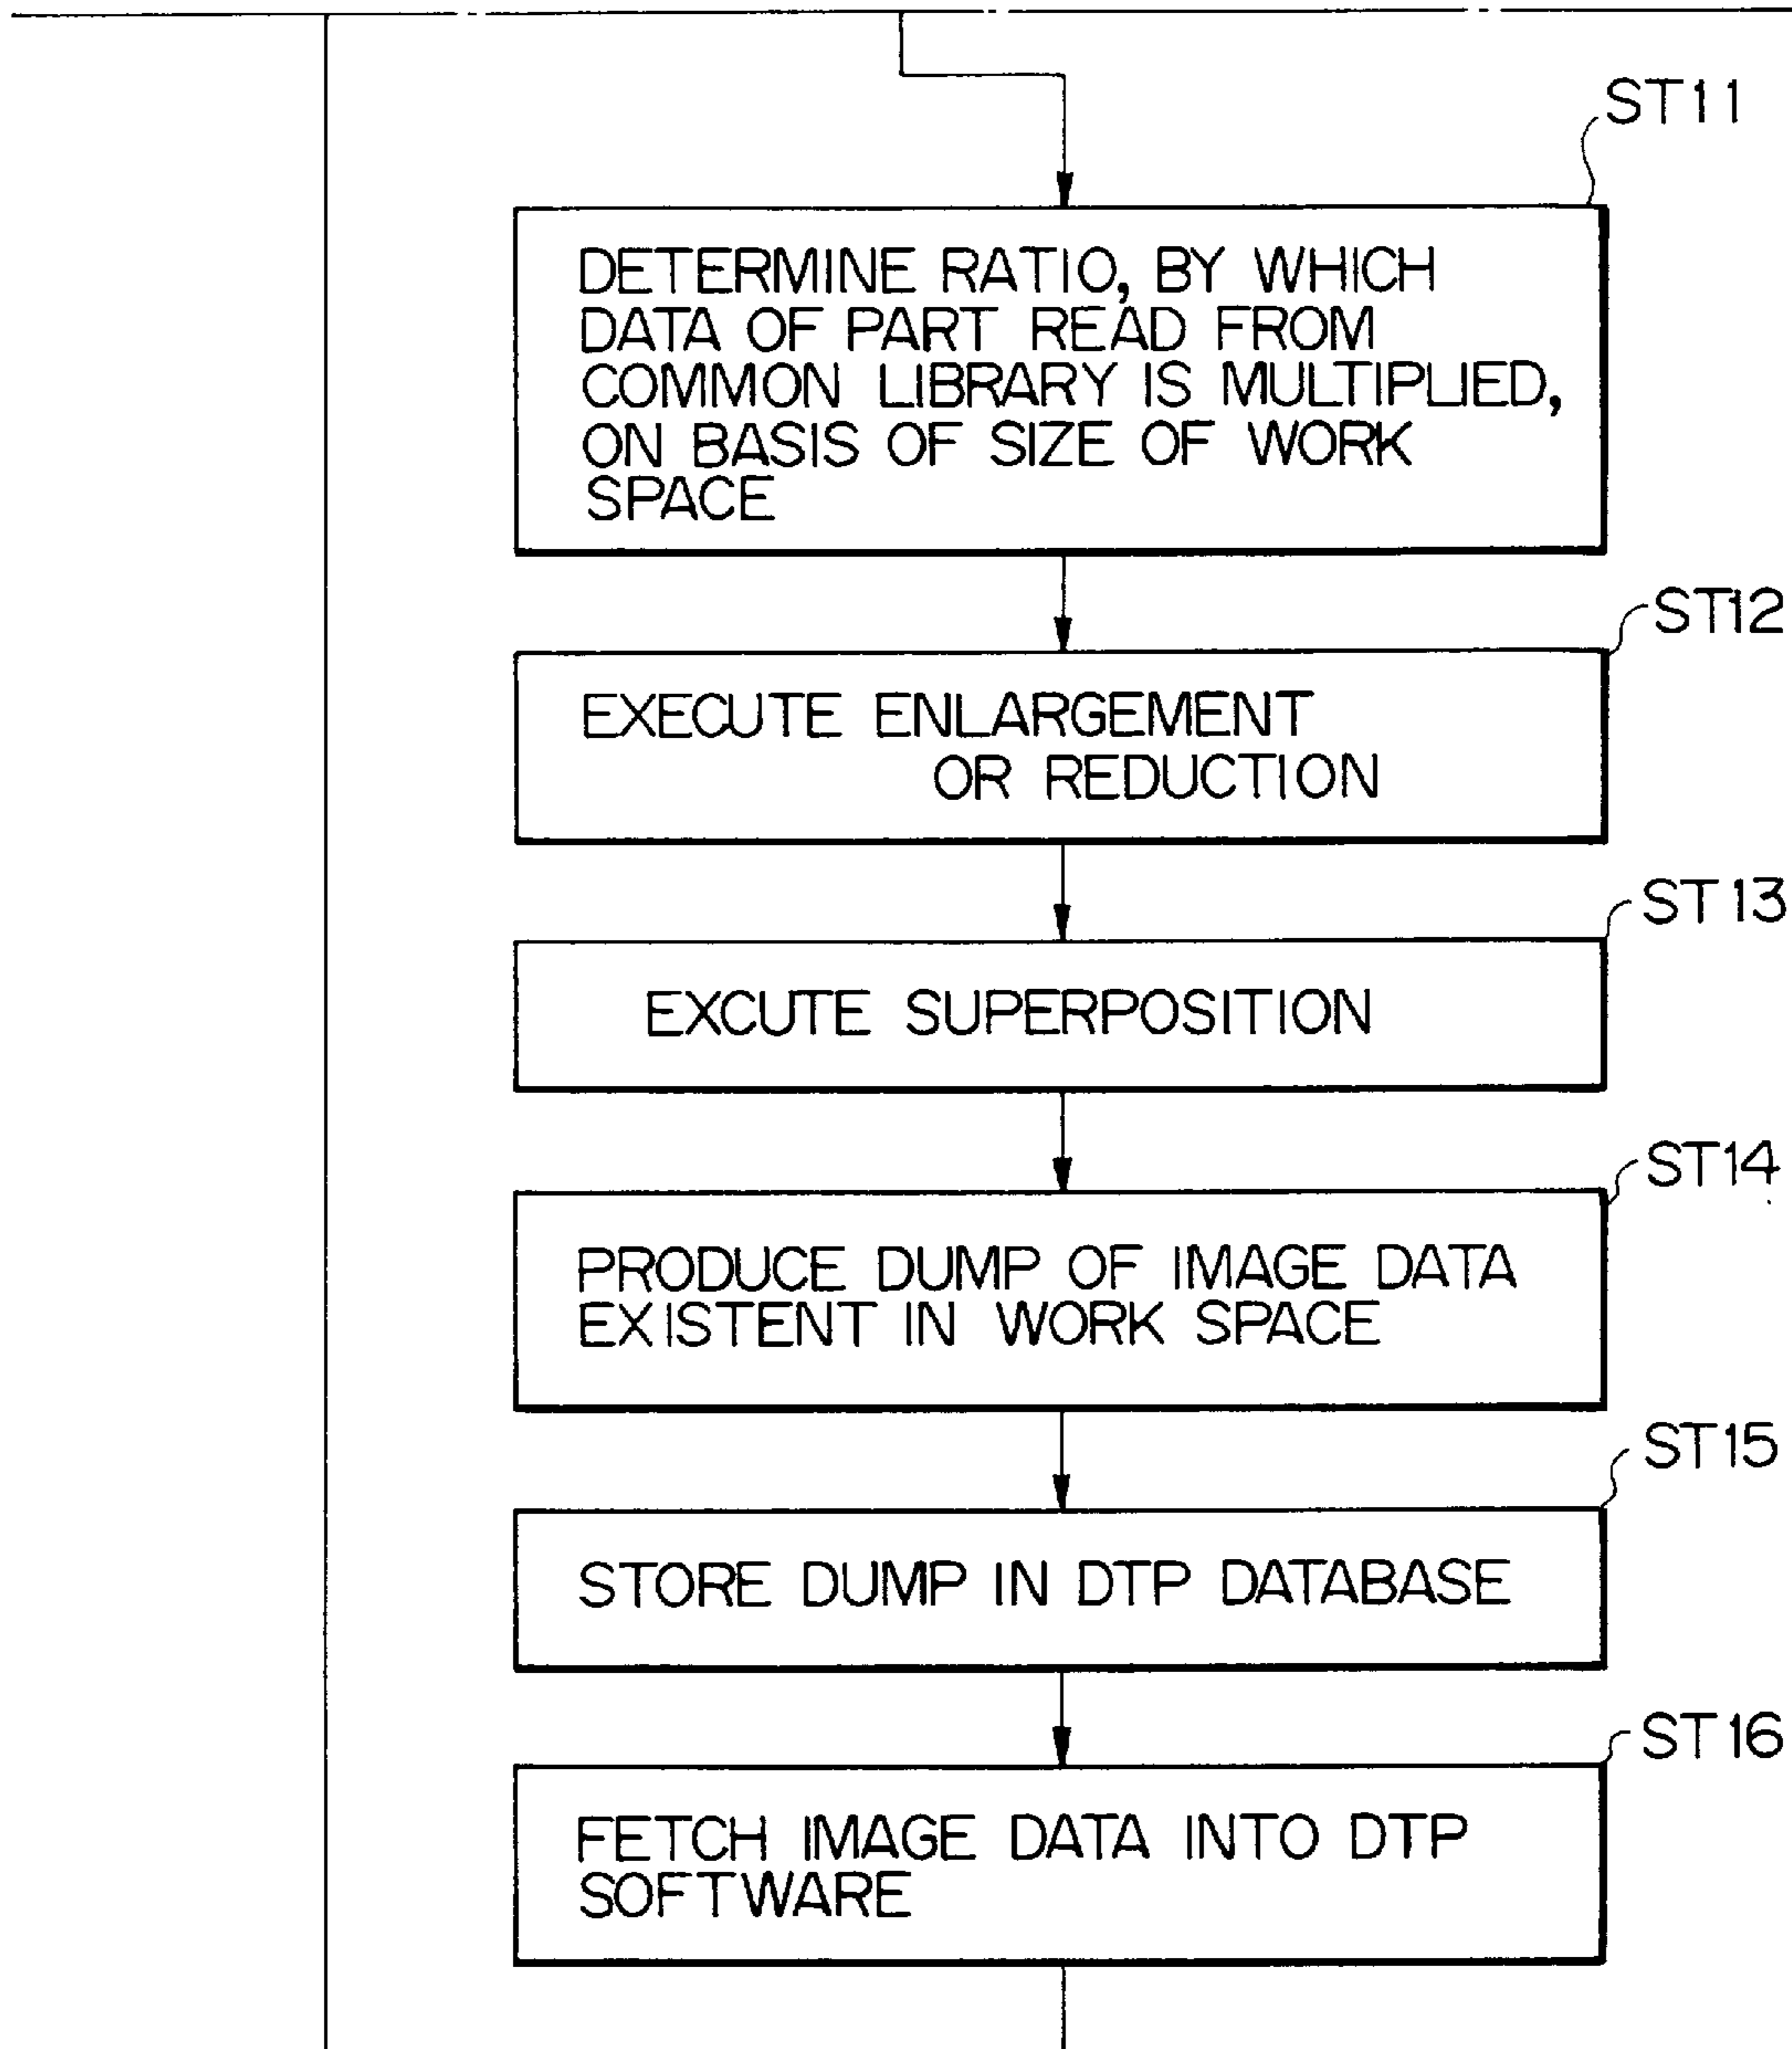 ST11
DETERMINE RATIO, BY WHICH
DATA OF PART READ FROM
COMMON LIBRARY IS MULTIPLIED,
ON BASIS OF SIZE OF WORK
SPACE
ST12
EXECUTE ENLARGEMENT
OR REDUCTION
ST13
EXCUTE SUPERPOSITION
ST14
PRODUCE DUMP OF IMAGE DATA
EXISTENT IN WORK SPACE
ST15
STORE DUMP IN DTP DATABASE
ST16
FETCH IMAGE DATA INTO DTP
SOFTWARE